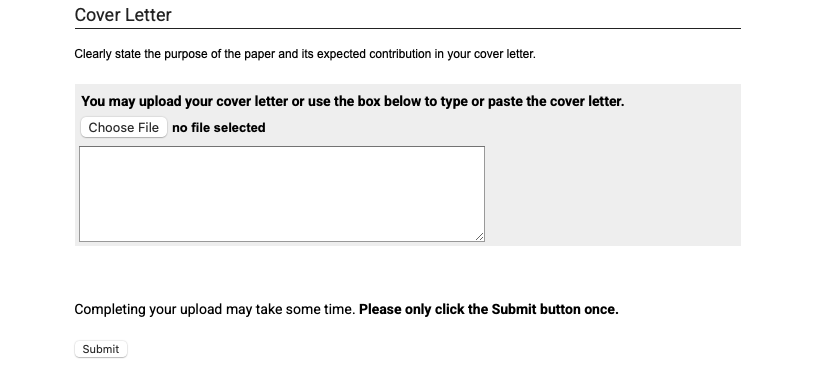 Cover Letter
Clearly state the purpose of the paper and its expected contribution in your cover letter.
You may upload your cover letter or use the box below to type or paste the cover letter.
Choose File no file selected
Completing your upload may take some time. Please only click the Submit button once.
Submit